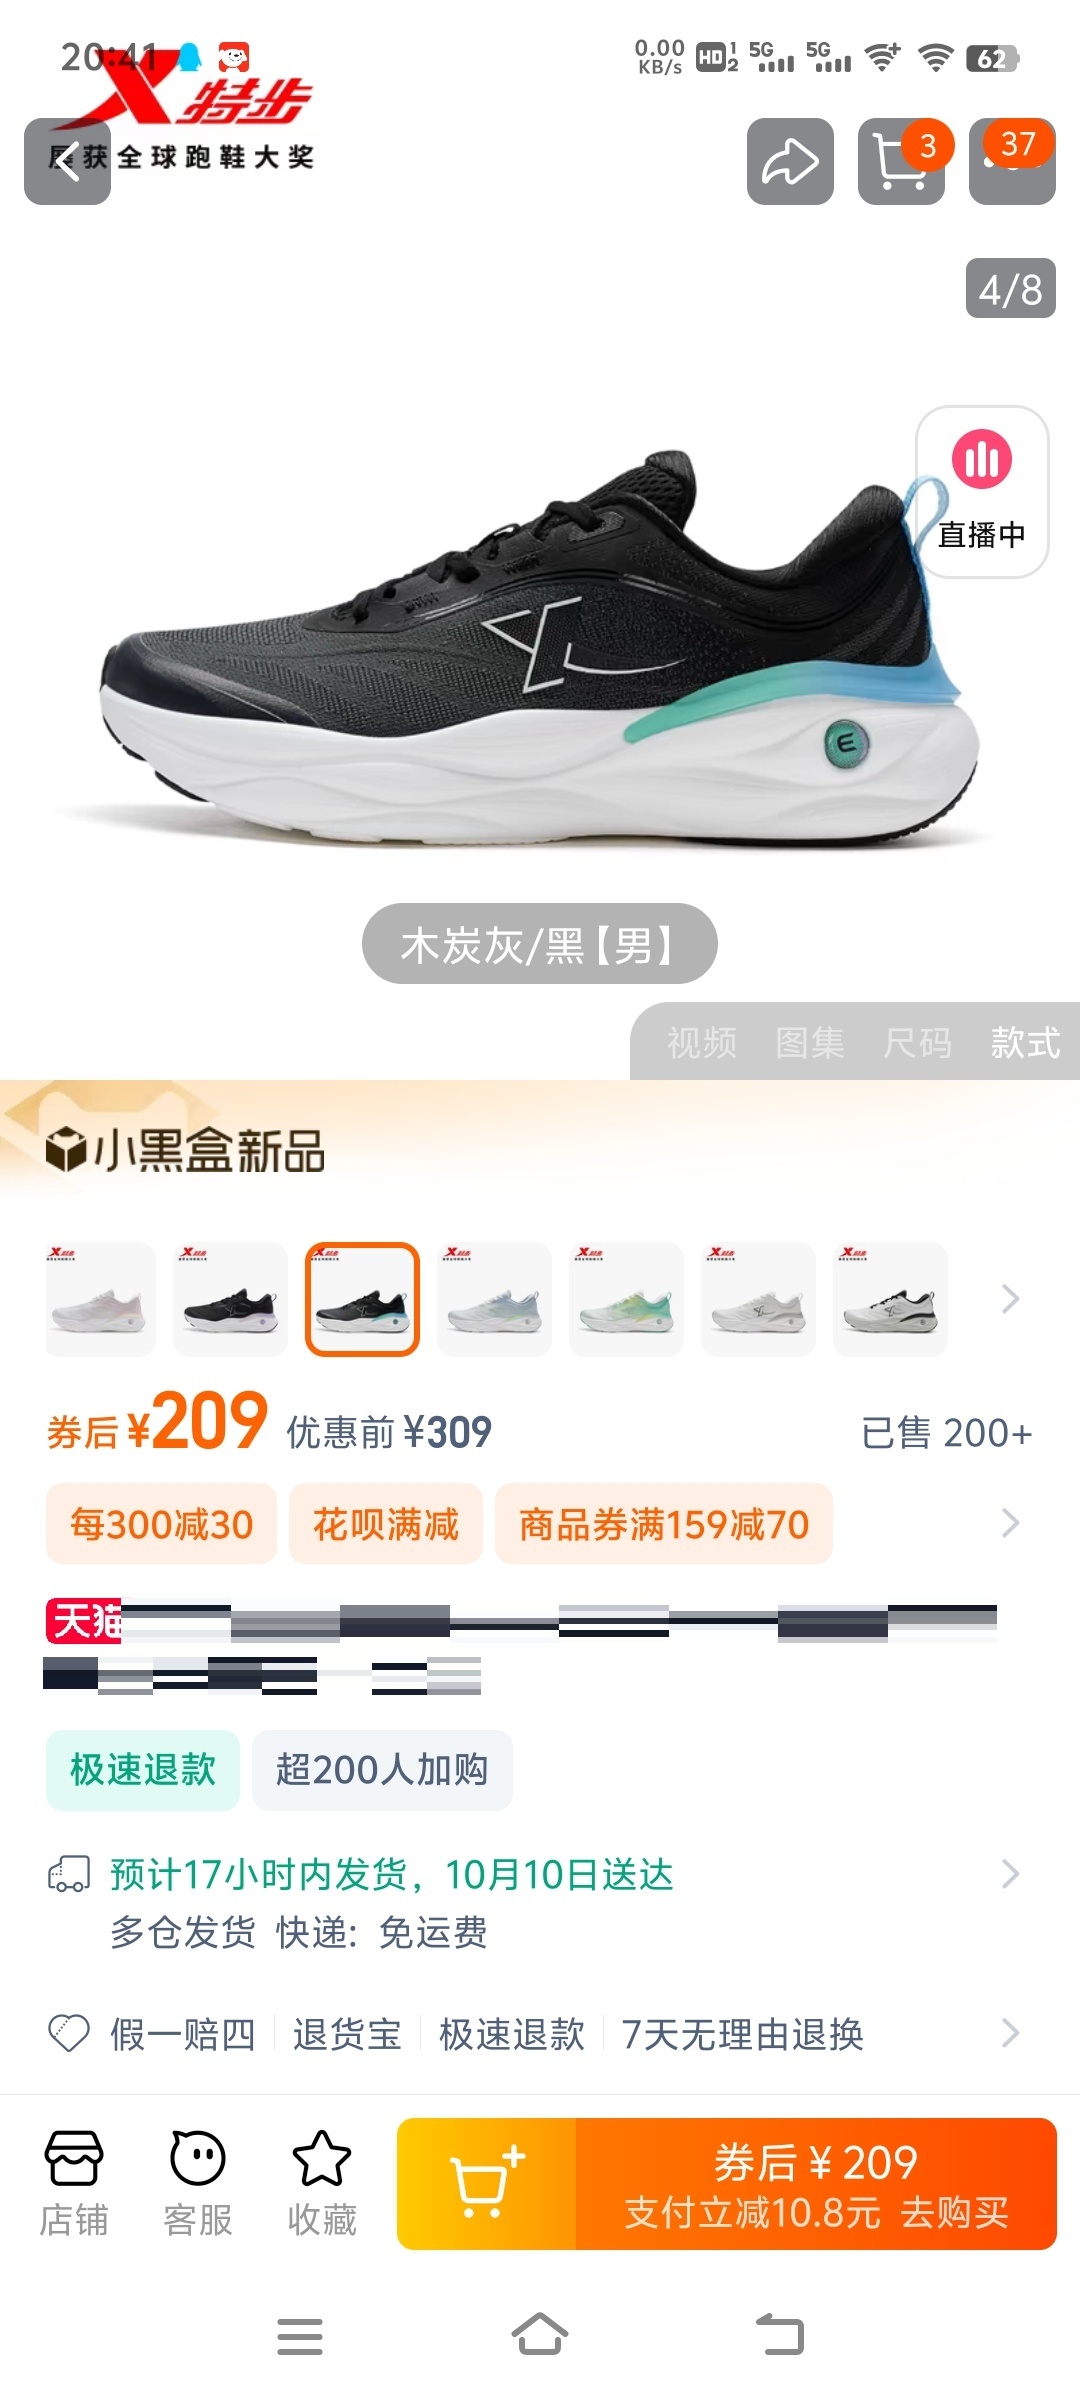 20:41
0.00 KB/s HD 1 2 5G 5G 62
特步
获全球跑鞋大奖
3
37
4/8
直播中
木炭灰/黑【男】
视频 图集 尺码 款式
小黑盒新品
券后 ¥209 优惠前 ¥309 已售 200+
每300减30 花呗满减 商品券满159减70
天猫
极速退款 超200人加购
预计17小时内发货，10月10日送达
多仓发货 快递: 免运费
假一赔四 退货宝 极速退款 7天无理由退换
店铺 客服 收藏
券后 ¥ 209
支付立减10.8元 去购买